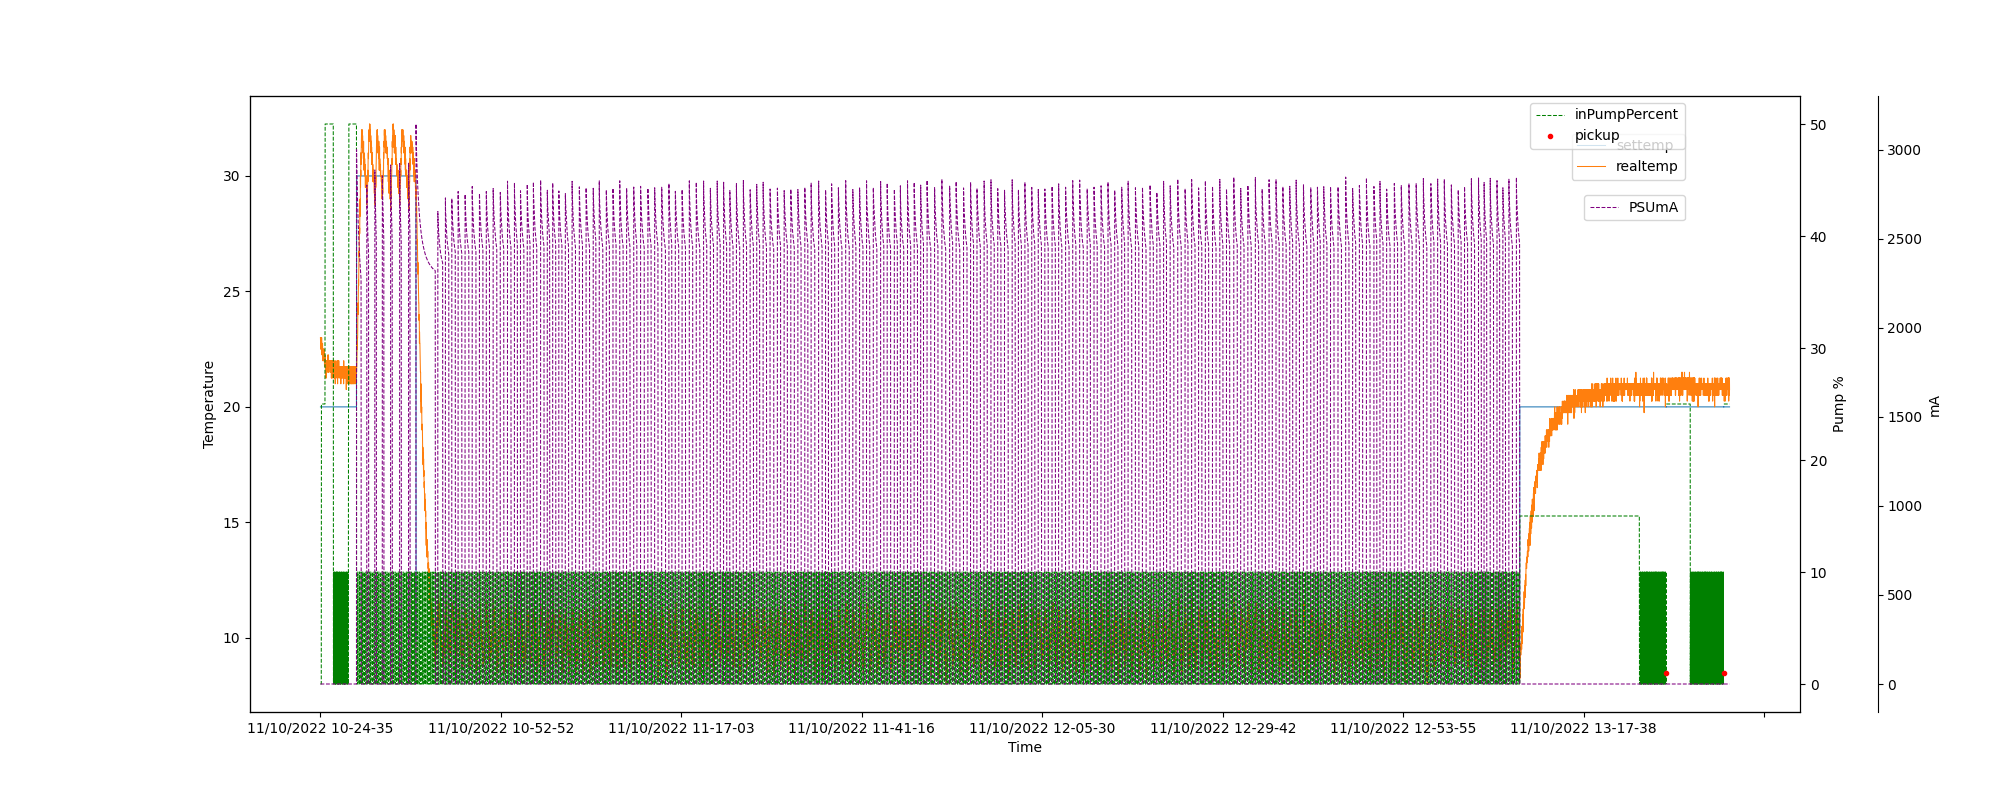 inPumpPercent
pickup
settemp
realtemp
PSUmA
30
25
20
15
10
Temperature
50
40
30
20
10
0
Pump %
3000
2500
2000
1500
1000
500
0
mA
11/10/2022 10-24-35
11/10/2022 10-52-52
11/10/2022 11-17-03
11/10/2022 11-41-16
11/10/2022 12-05-30
11/10/2022 12-29-42
11/10/2022 12-53-55
11/10/2022 13-17-38
Time